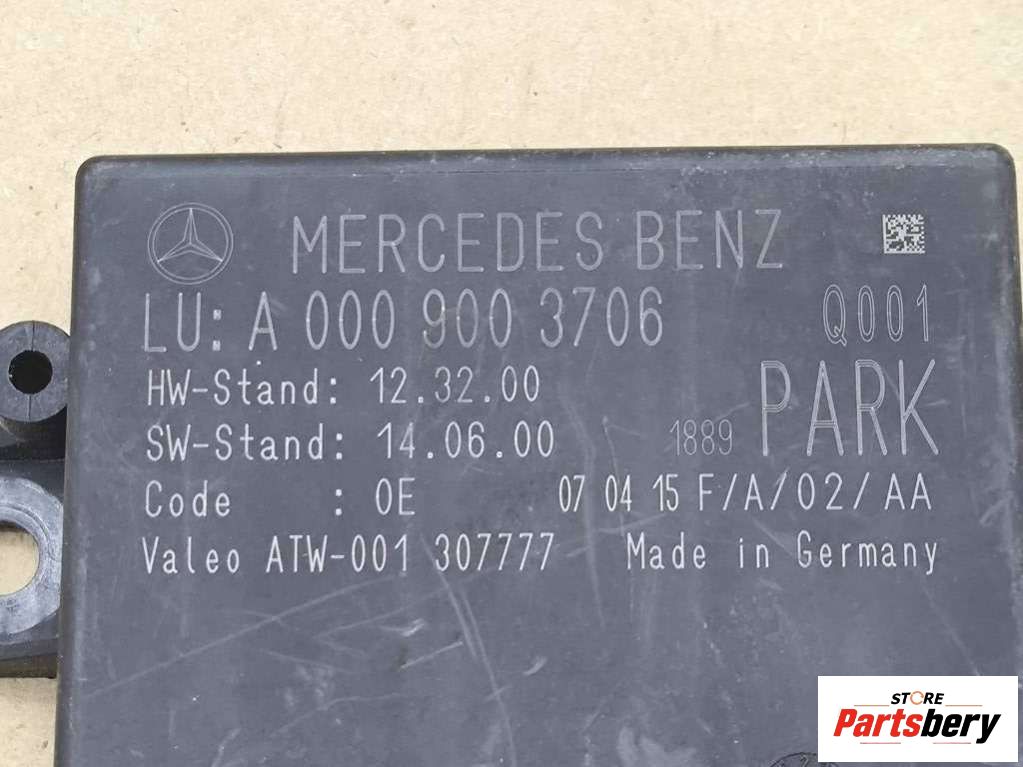 MERCEDES BENZ
LU: A 000 900 3706 Q001
HW-Stand: 12.32.00
SW-Stand: 14.06.00 1889 PARK
Code : 0E 07 04 15 F/A/02/AA
Valeo ATW-001 307777 Made in Germany
STORE
Partsbery